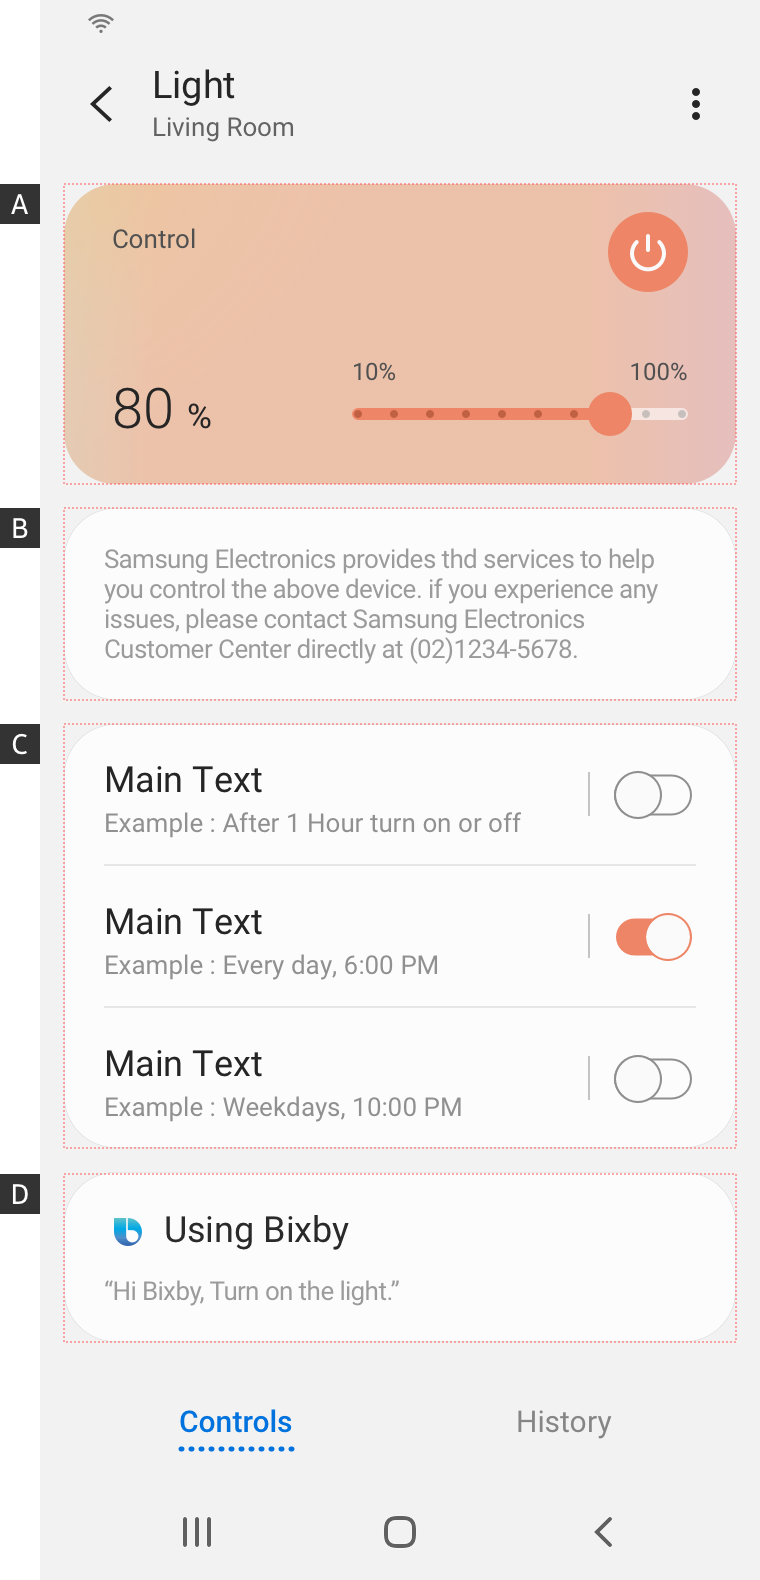 Light
Living Room
A
Control
10% 100%
80 %
B
Samsung Electronics provides thd services to help
you control the above device. if you experience any
issues, please contact Samsung Electronics
Customer Center directly at (02)1234-5678.
C
Main Text
Example : After 1 Hour turn on or off
Main Text
Example : Every day, 6:00 PM
Main Text
Example : Weekdays, 10:00 PM
D
Using Bixby
“Hi Bixby, Turn on the light.”
Controls History